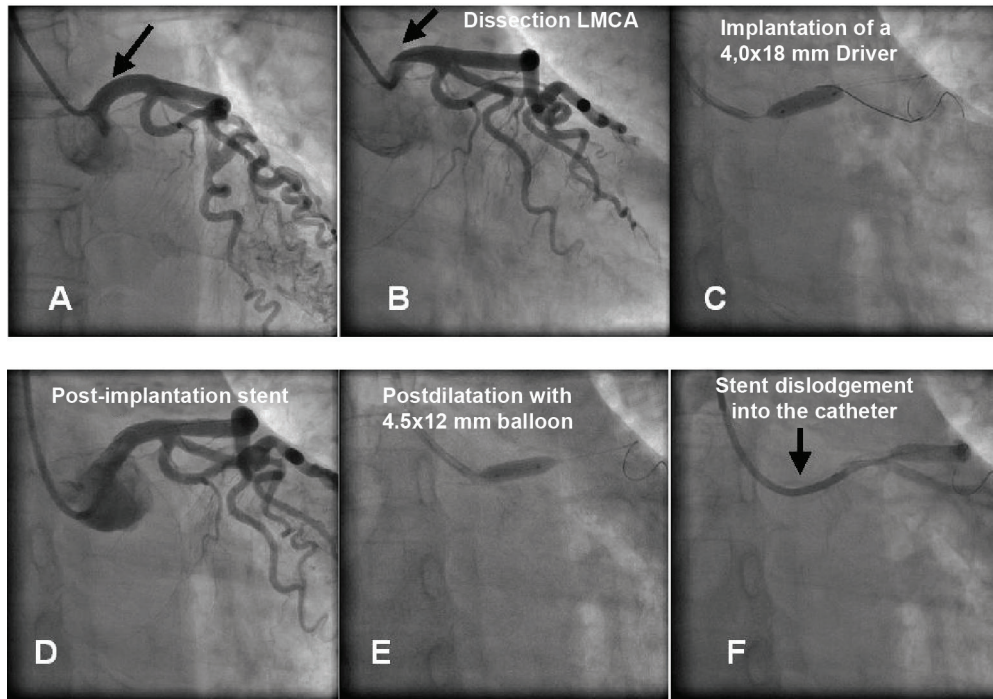 Dissection LMCA
Implantation of a
4,0x18 mm Driver
A
B
C
Post-implantation stent
Postdilatation with
4.5x12 mm balloon
Stent dislodgement
into the catheter
D
E
F